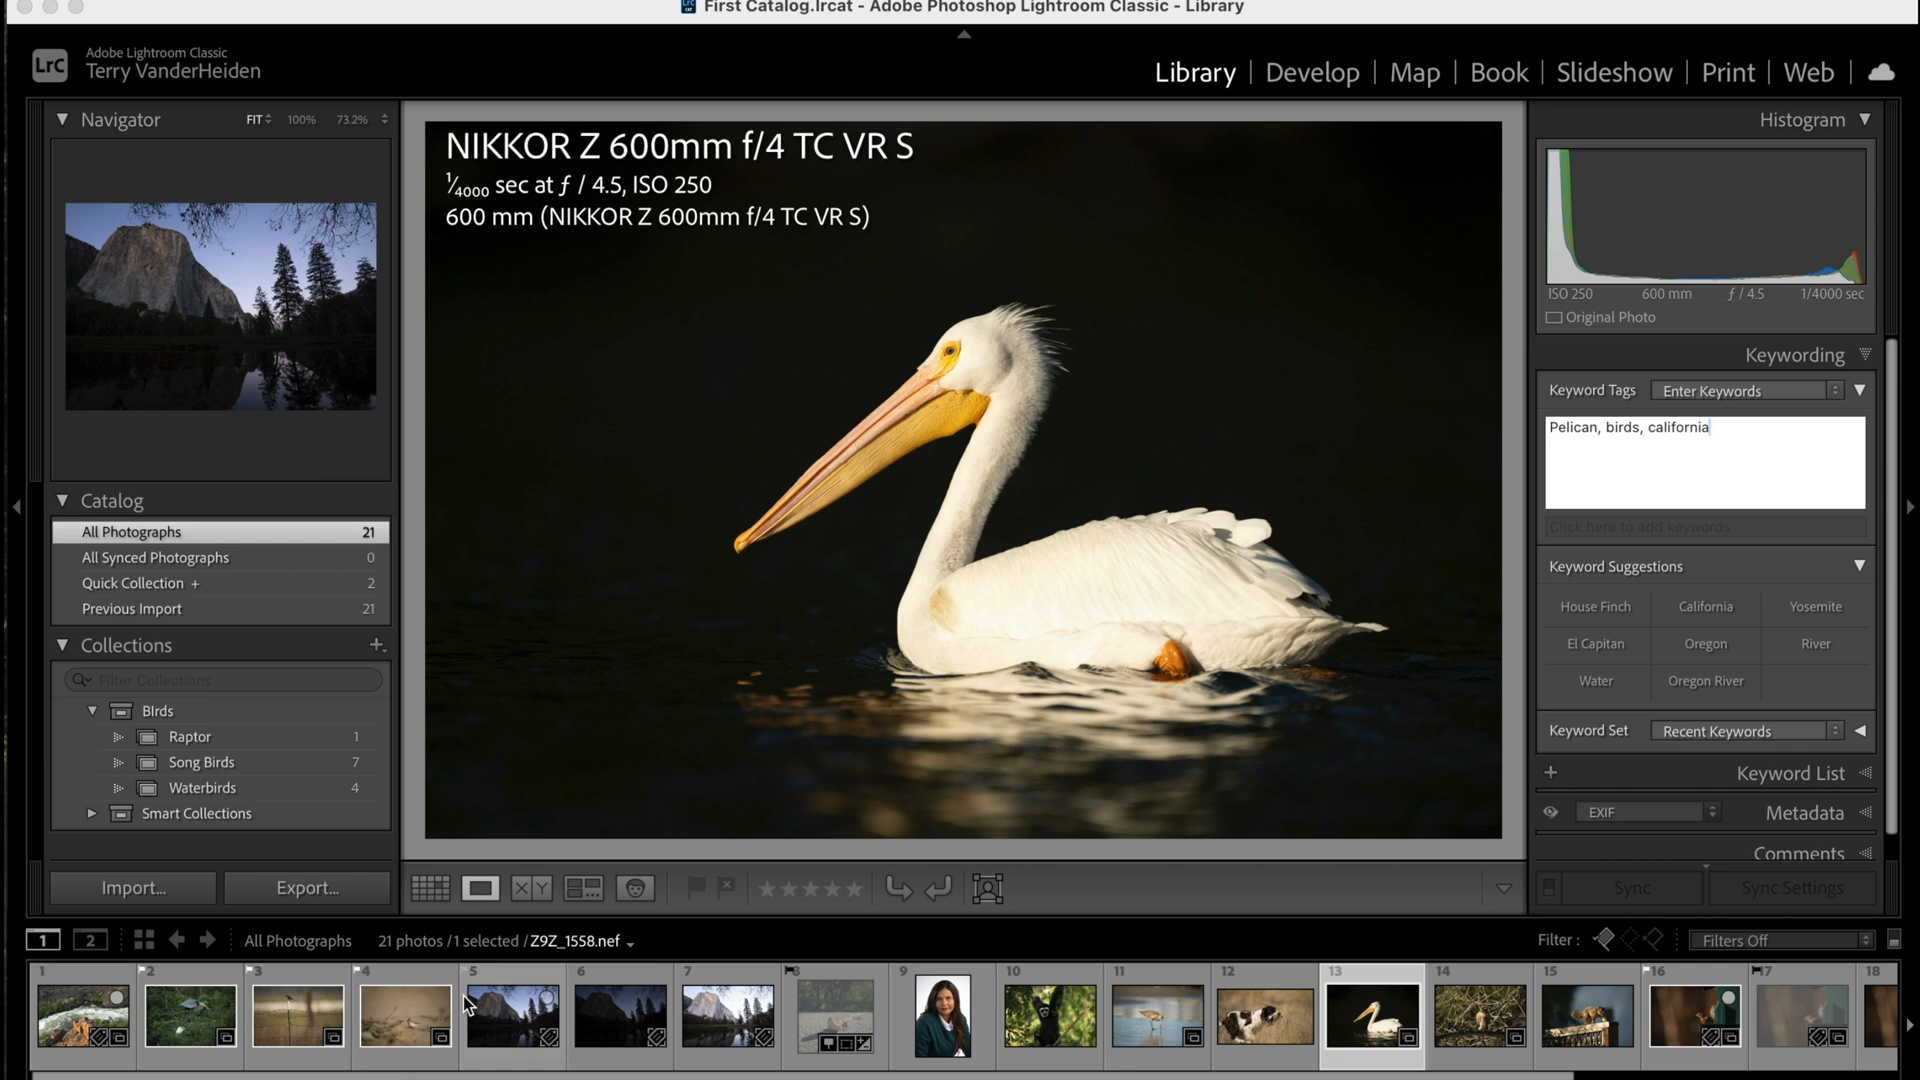 First Catalog.lrcat - Adobe Photoshop Lightroom Classic - Library
LrC
Adobe Lightroom Classic
Terry VanderHeiden
Library | Develop | Map | Book | Slideshow | Print | Web
Navigator FIT 100% 73.2%
Catalog
All Photographs 21
All Synced Photographs 0
Quick Collection + 2
Previous Import 21
Collections
Filter Collections
BIrds
Raptor 1
Song Birds 7
Waterbirds 4
Smart Collections
Import... Export...
NIKKOR Z 600mm f/4 TC VR S
1/4000 sec at ƒ / 4.5, ISO 250
600 mm (NIKKOR Z 600mm f/4 TC VR S)
Histogram
ISO 250 600 mm ƒ / 4.5 1/4000 sec
Original Photo
Keywording
Keyword Tags Enter Keywords
Pelican, birds, california
Click here to add keywords
Keyword Suggestions
House Finch California Yosemite
El Capitan Oregon River
Water Oregon River
Keyword Set Recent Keywords
Keyword List
EXIF Metadata
Comments
Sync Sync Settings
X Y
1 2 All Photographs 21 photos / 1 selected / Z9Z_1558.nef Filter : Filters Off
1 2 3 4 5 6 7 8 9 10 11 12 13 14 15 16 17 18